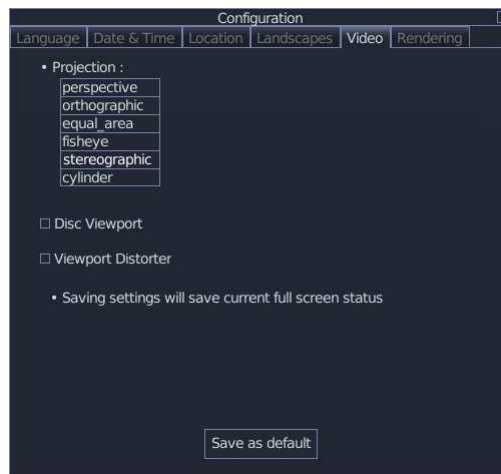 Configuration
Language Date & Time Location Landscapes Video Rendering
• Projection :
perspective
orthographic
equal_area
fisheye
stereographic
cylinder
Disc Viewport
Viewport Distorter
• Saving settings will save current full screen status
Save as default